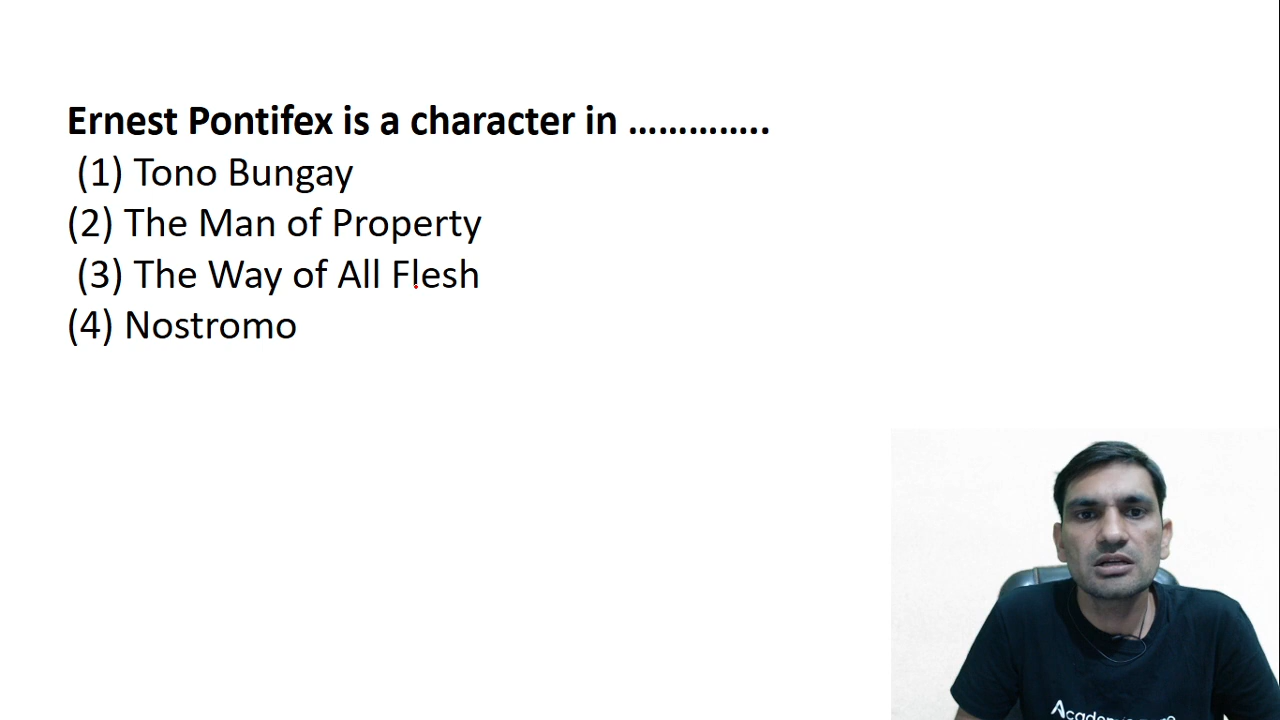 Ernest Pontifex is a character in …………..
(1) Tono Bungay
(2) The Man of Property
(3) The Way of All Flesh
(4) Nostromo